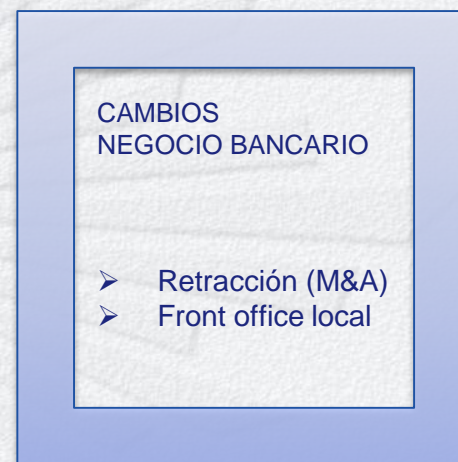 CAMBIOS
NEGOCIO BANCARIO
➢ Retracción (M&A)
➢ Front office local